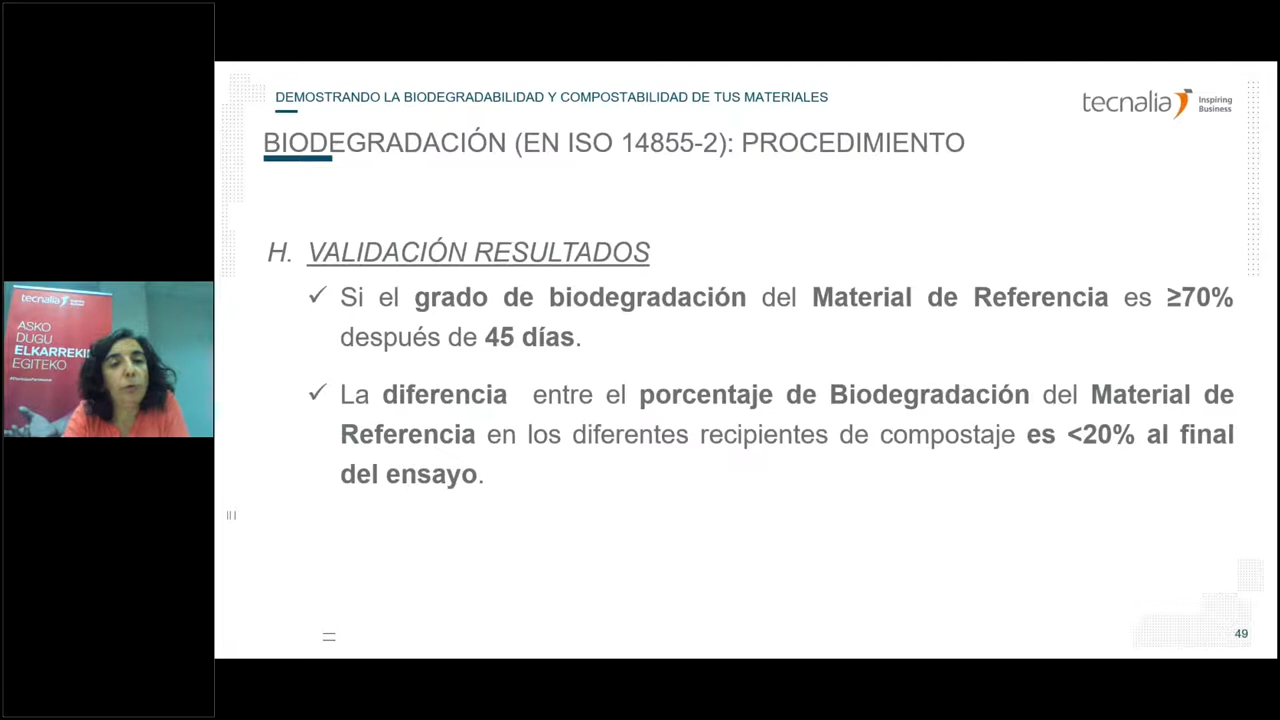 DEMOSTRANDO LA BIODEGRADABILIDAD Y COMPOSTABILIDAD DE TUS MATERIALES
tecnalia Inspiring
Business
BIODEGRADACIÓN (EN ISO 14855-2): PROCEDIMIENTO
H. VALIDACIÓN RESULTADOS
✓ Si el grado de biodegradación del Material de Referencia es ≥70%
después de 45 días.
✓ La diferencia entre el porcentaje de Biodegradación del Material de
Referencia en los diferentes recipientes de compostaje es <20% al final
del ensayo.
49
tecnalia
ASKO
DUGU
ELKARREKI
EGITEKO